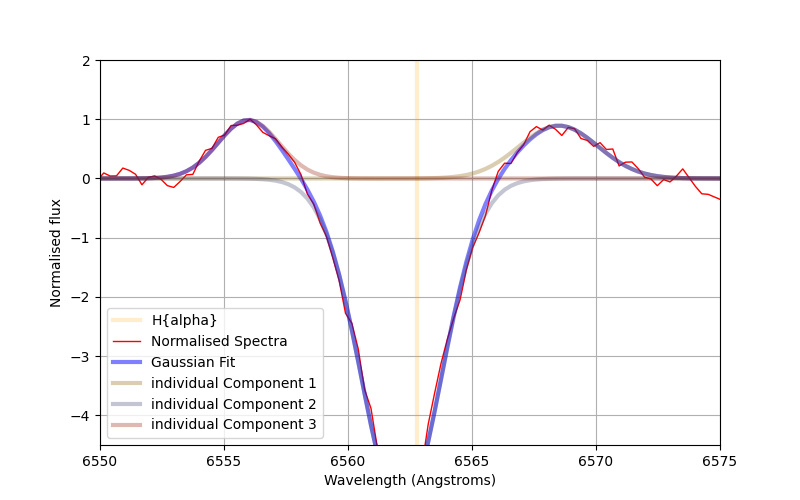 2
1
0
−1
−2
−3
−4
Normalised flux
H{alpha}
Normalised Spectra
Gaussian Fit
individual Component 1
individual Component 2
individual Component 3
6550 6555 6560 6565 6570 6575
Wavelength (Angstroms)